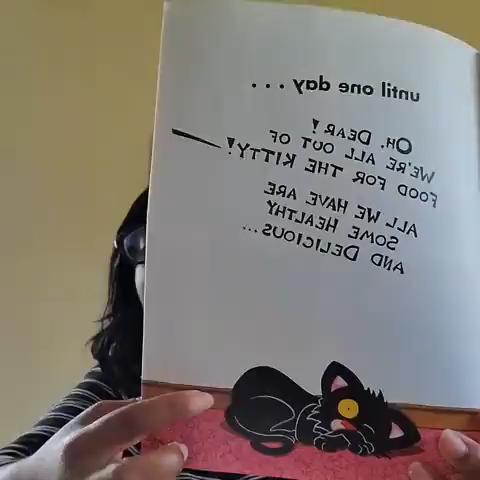 until one day . . .
OH, DEAR!
WE'RE ALL OUT OF
FOOD FOR THE KITTY!
ALL WE HAVE ARE
SOME HEALTHY
AND DELICIOUS...